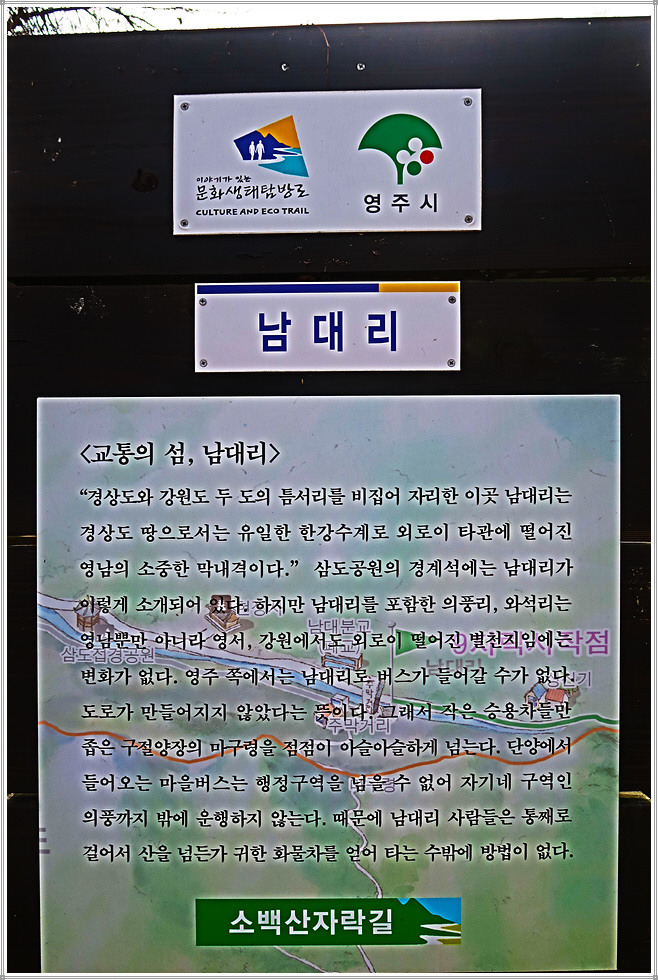 이야기가 있는
문화생태탐방로
CULTURE AND ECO TRAIL
영주시
남대리
<교통의 섬, 남대리>
“경상도와 강원도 두 도의 틈서리를 비집어 자리한 이곳 남대리는
경상도 땅으로서는 유일한 한강수계로 외로이 타관에 떨어진
영남의 소중한 막내격이다.” 삼도공원의 경계석에는 남대리가
이렇게 소개되어 있다. 하지만 남대리를 포함한 의풍리, 와석리는
영남뿐만 아니라 영서, 강원에서도 외로이 떨어진 별천지임에는
변화가 없다. 영주 쪽에서는 남대리로 버스가 들어갈 수가 없다.
도로가 만들어지지 않았다는 뜻이다. 그래서 작은 승용차들만
좁은 구절양장의 마구령을 점점이 아슬아슬하게 넘는다. 단양에서
들어오는 마을버스는 행정구역을 넘을 수 없어 자기네 구역인
의풍까지 밖에 운행하지 않는다. 때문에 남대리 사람들은 통째로
걸어서 산을 넘든가 귀한 화물차를 얻어 타는 수밖에 방법이 없다.
남대분교
삼도접경공원
주막거리
소백산자락길